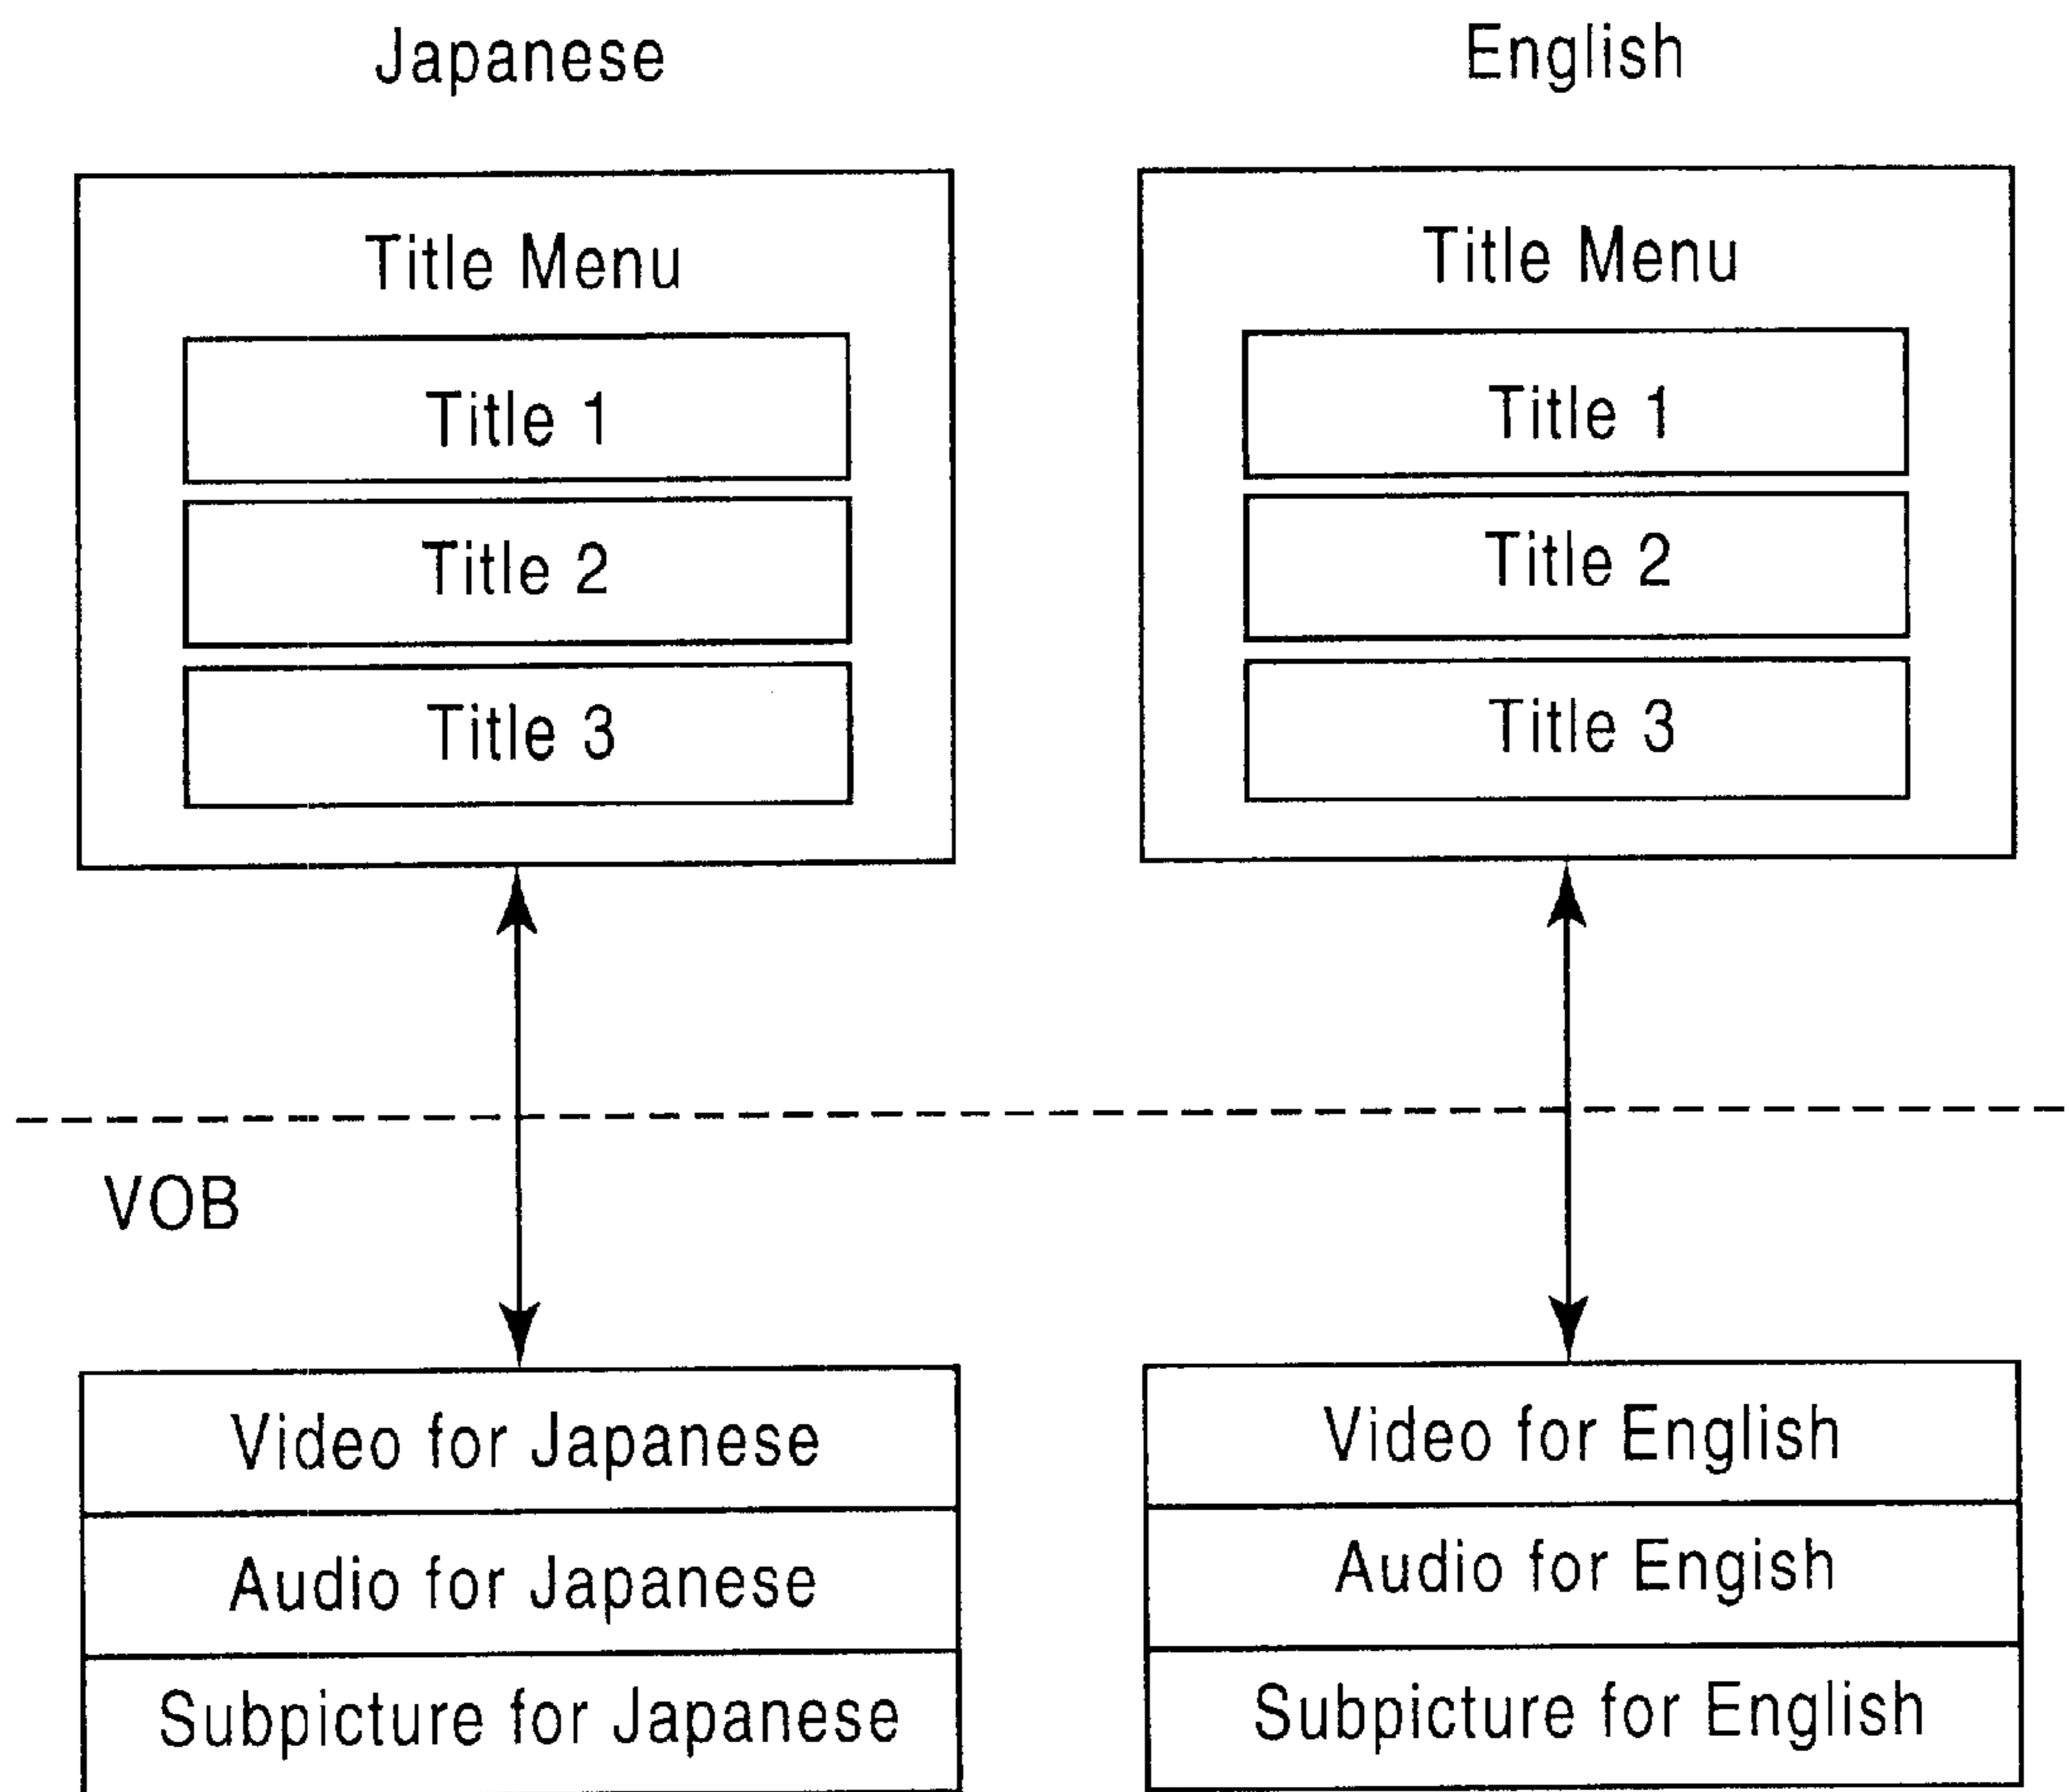 Japanese
Title Menu
Title 1
Title 2
Title 3
English
Title Menu
Title 1
Title 2
Title 3
VOB
Video for Japanese
Audio for Japanese
Subpicture for Japanese
Video for English
Audio for Engish
Subpicture for English